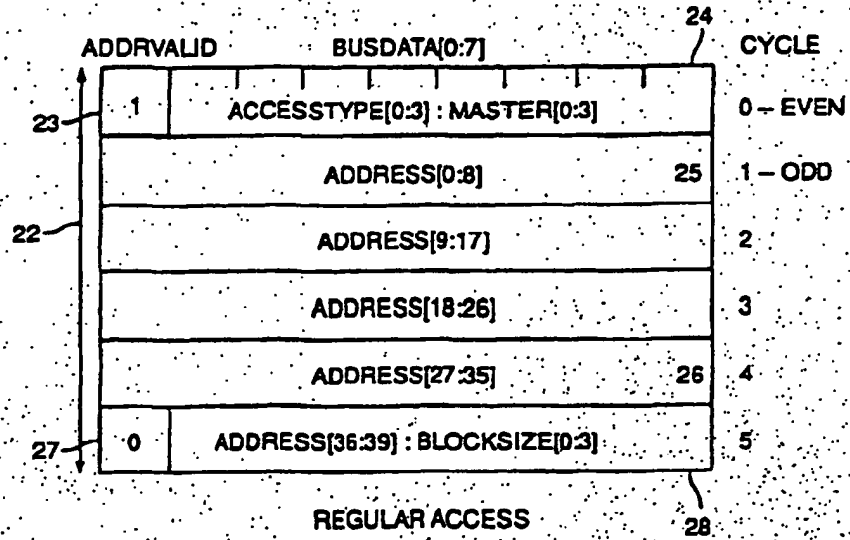 24
ADDRVALID BUSDATA[0:7] CYCLE
23 1 ACCESSTYPE[0:3] : MASTER[0:3] 0 – EVEN
ADDRESS[0:8] 25 1 – ODD
22 ADDRESS[9:17] 2
ADDRESS[18:26] 3
ADDRESS[27:35] 26 4
27 0 ADDRESS[36:39] : BLOCKSIZE[0:3] 5
REGULAR ACCESS 28